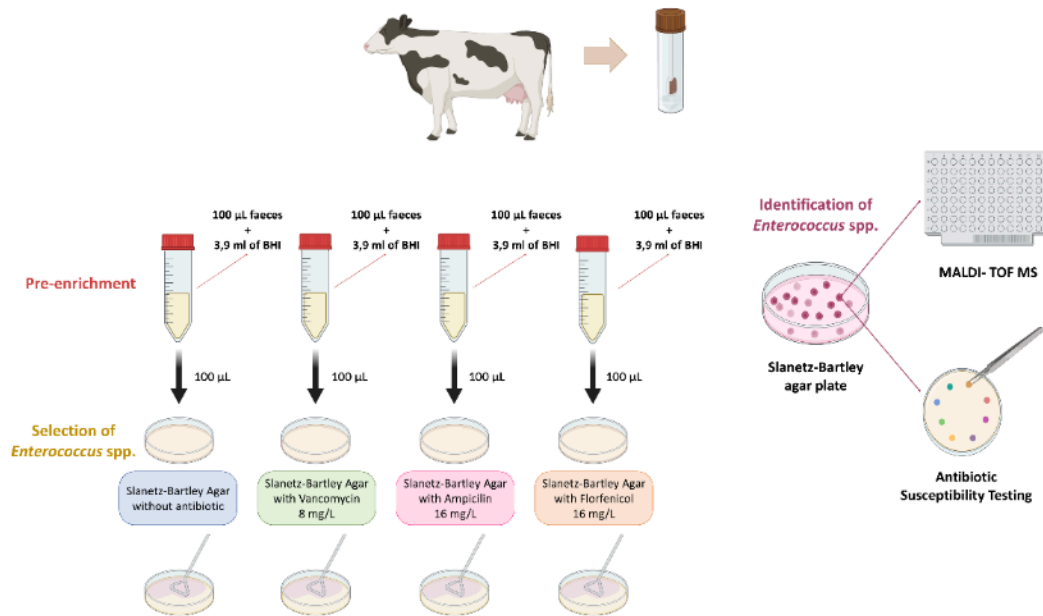 100 µL faeces
+
3,9 ml of BHI
100 µL faeces
+
3,9 ml of BHI
100 µL faeces
+
3,9 ml of BHI
100 µL faeces
+
3,9 ml of BHI
Pre-enrichment
100 µL
100 µL
100 µL
100 µL
Selection of
Enterococcus spp.
Slanetz-Bartley Agar
without antibiotic
Slanetz-Bartley Agar
with Vancomycin
8 mg/L
Slanetz-Bartley Agar
with Ampicilin
16 mg/L
Slanetz-Bartley Agar
with Florfenicol
16 mg/L
Identification of
Enterococcus spp.
MALDI- TOF MS
Slanetz-Bartley
agar plate
Antibiotic
Susceptibility Testing